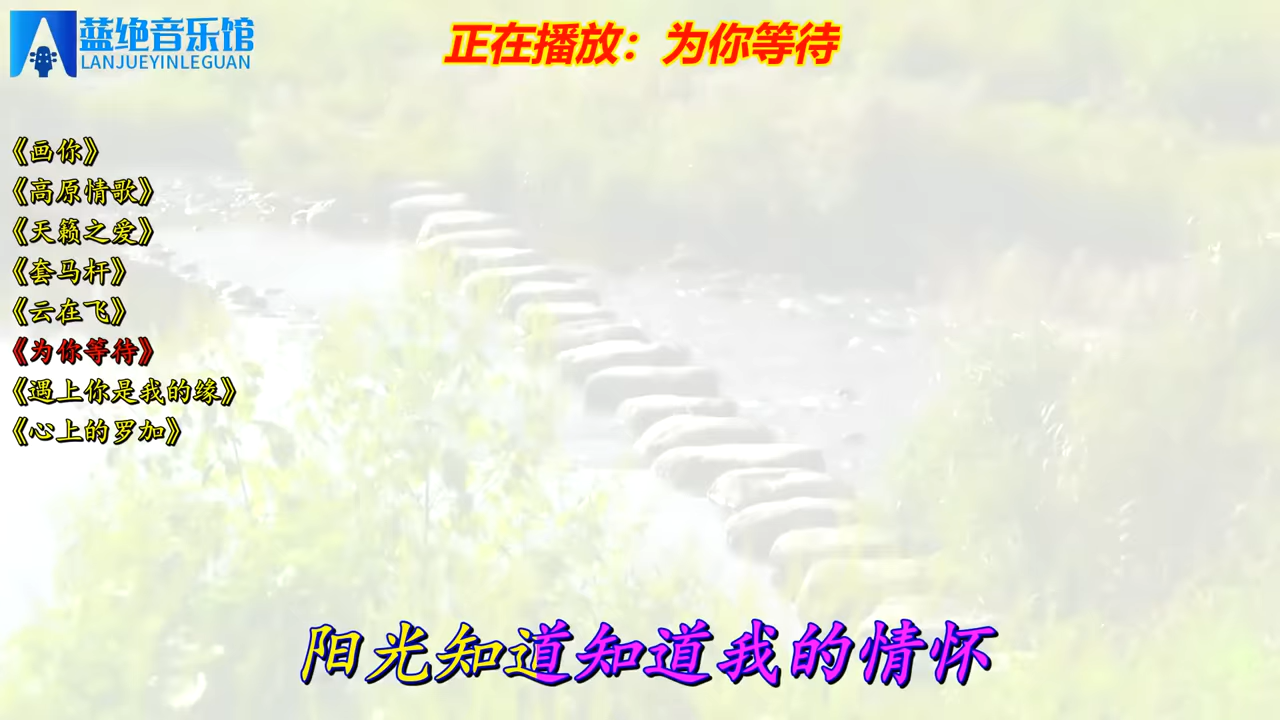 蓝绝音乐馆
LANJUEYINLEGUAN
正在播放：为你等待
《画你》
《高原情歌》
《天籁之爱》
《套马杆》
《云在飞》
《为你等待》
《遇上你是我的缘》
《心上的罗加》
阳光知道知道我的情怀